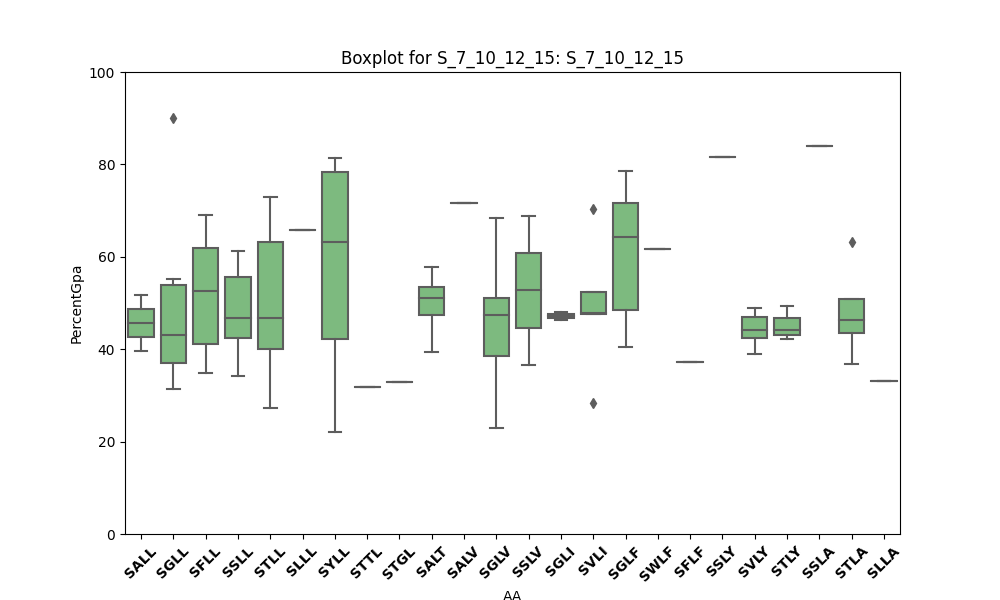 Boxplot for S_7_10_12_15: S_7_10_12_15
PercentGpa
100
80
60
40
20
0
SALL SGLL SFLL SSLL STLL SLLL SYLL STTL STGL SALT SALV SGLV SSLV SGLI SVLI SGLF SWLF SFLF SSLY SVLY STLY SSLA STLA SLLA
AA